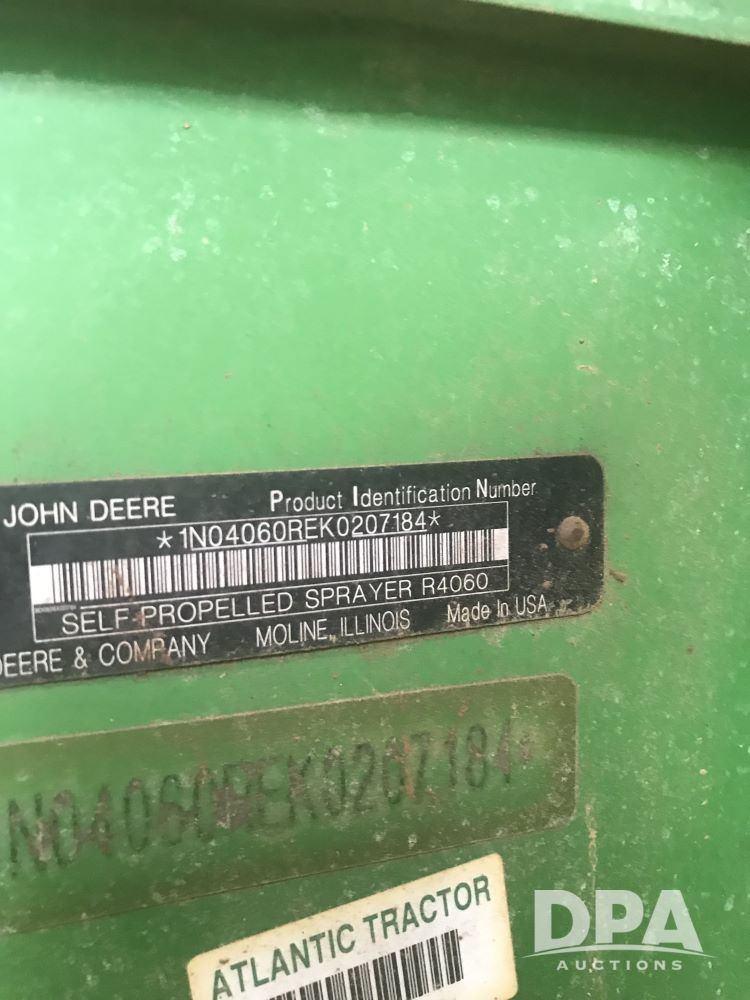 JOHN DEERE Product Identification Number
*1N04060REK0207184*
SELF PROPELLED SPRAYER R4060
DEERE & COMPANY MOLINE, ILLINOIS Made In USA
1N04060REK0207184*
ATLANTIC TRACTOR
DPA
AUCTIONS